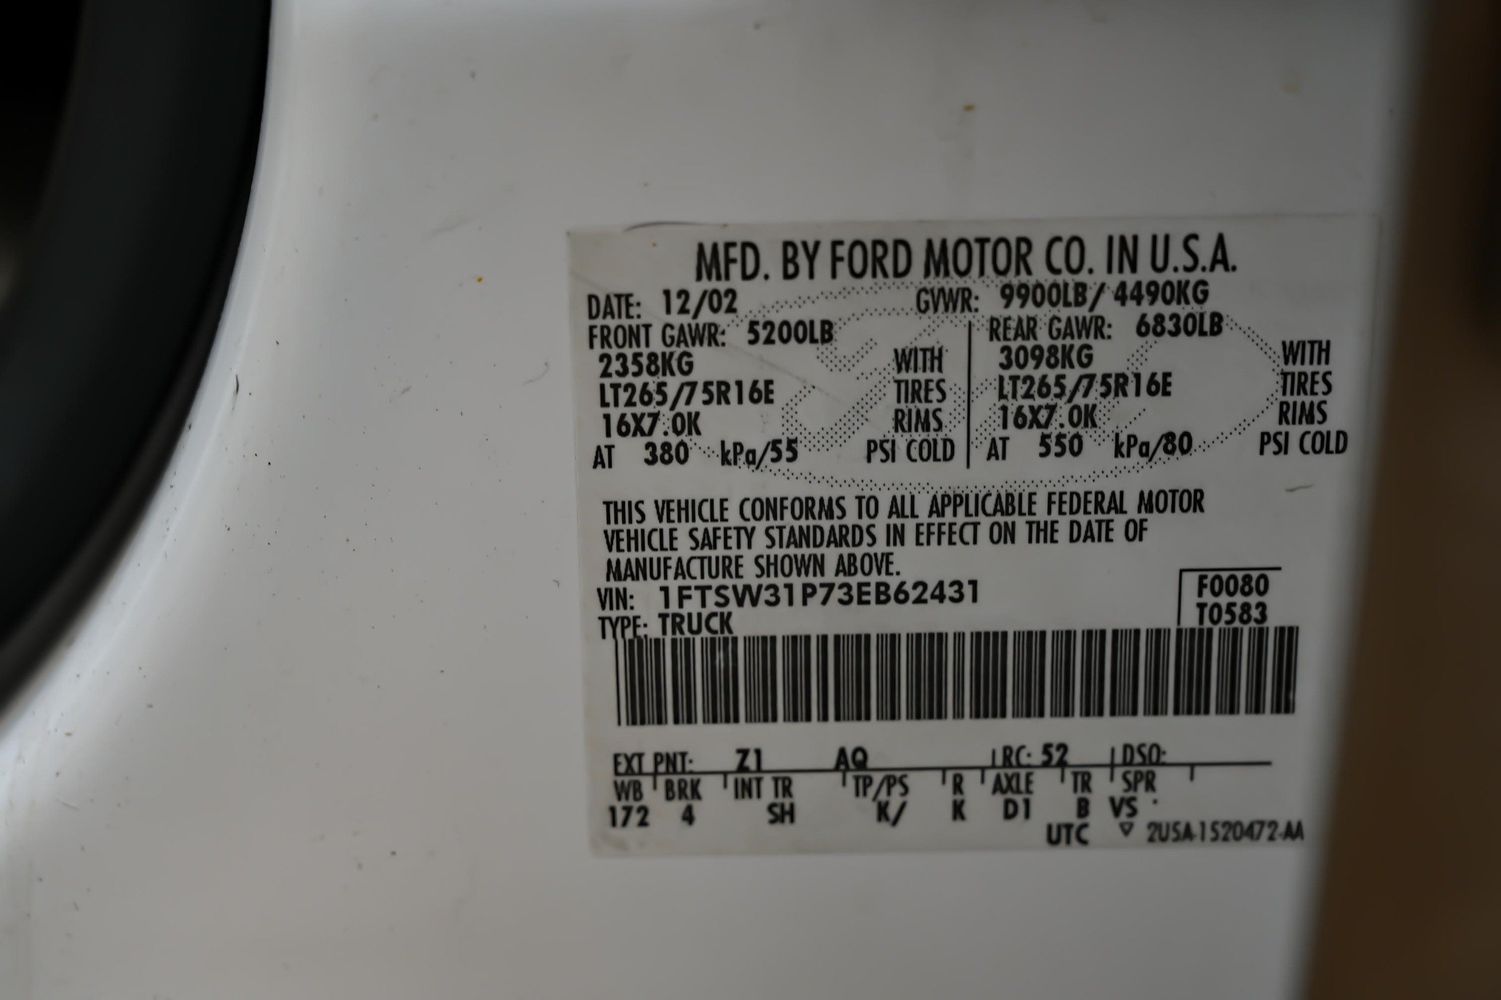 MFD. BY FORD MOTOR CO. IN U.S.A.
DATE: 12/02 GVWR: 9900LB/ 4490KG
FRONT GAWR: 5200LB REAR GAWR: 6830LB
2358KG WITH 3098KG WITH
LT265/75R16E TIRES LT265/75R16E TIRES
16X7.0K RIMS 16X7.0K RIMS
AT 380 kPa/55 PSI COLD AT 550 kPa/80 PSI COLD
THIS VEHICLE CONFORMS TO ALL APPLICABLE FEDERAL MOTOR
VEHICLE SAFETY STANDARDS IN EFFECT ON THE DATE OF
MANUFACTURE SHOWN ABOVE.
VIN: 1FTSW31P73EB62431 F0080
TYPE: TRUCK T0583
EXT PNT: Z1 AQ RC: 52 DSO:
WB BRK INT TR TP/PS R AXLE TR SPR
172 4 SH K/ K D1 B VS
UTC ▽ 2USA-1520472-AA